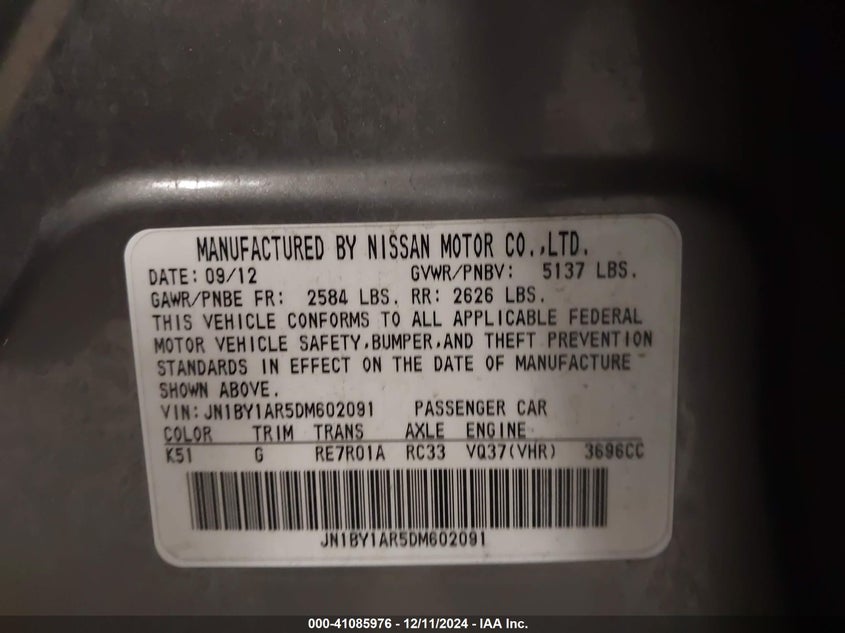 MANUFACTURED BY NISSAN MOTOR CO.,LTD.
DATE: 09/12 GVWR/PNBV: 5137 LBS.
GAWR/PNBE FR: 2584 LBS. RR: 2626 LBS.
THIS VEHICLE CONFORMS TO ALL APPLICABLE FEDERAL
MOTOR VEHICLE SAFETY,BUMPER,AND THEFT PREVENTION
STANDARDS IN EFFECT ON THE DATE OF MANUFACTURE
SHOWN ABOVE.
VIN: JN1BY1AR5DM602091 PASSENGER CAR
COLOR TRIM TRANS AXLE ENGINE
K51 G RE7R01A RC33 VQ37(VHR) 3696CC
JN1BY1AR5DM602091
000-41085976 - 12/11/2024 - IAA Inc.